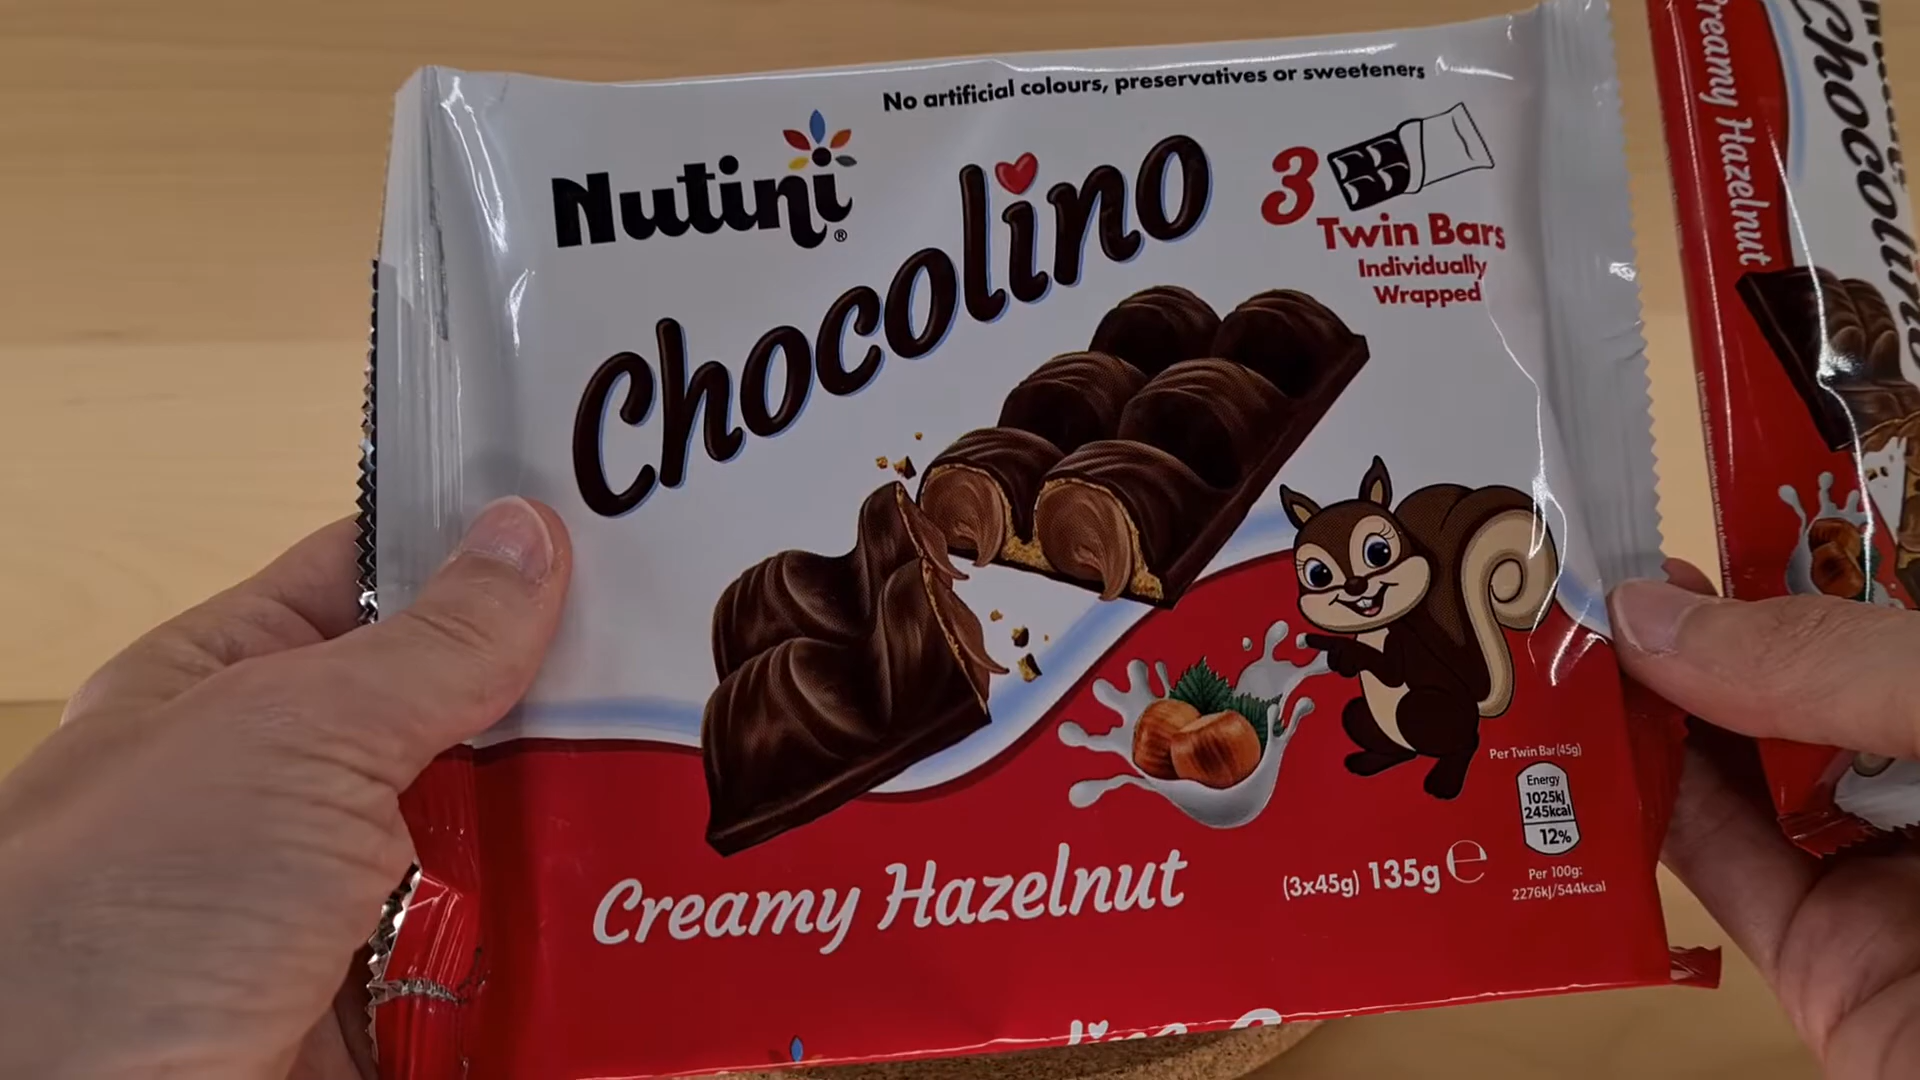 No artificial colours, preservatives or sweeteners
Nutini®
Chocolino
3
Twin Bars
Individually
Wrapped
Per Twin Bar (45g)
Energy
1025kJ
245kcal
12%
Per 100g:
2276kJ/544kcal
Creamy Hazelnut
(3x45g) 135g ℮
Creamy Hazelnut
Chocolino